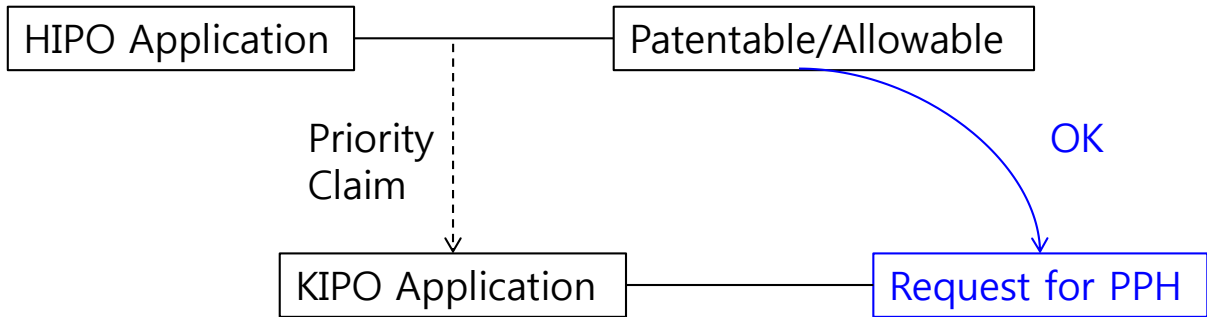 HIPO Application
Patentable/Allowable
Priority
Claim
OK
KIPO Application
Request for PPH